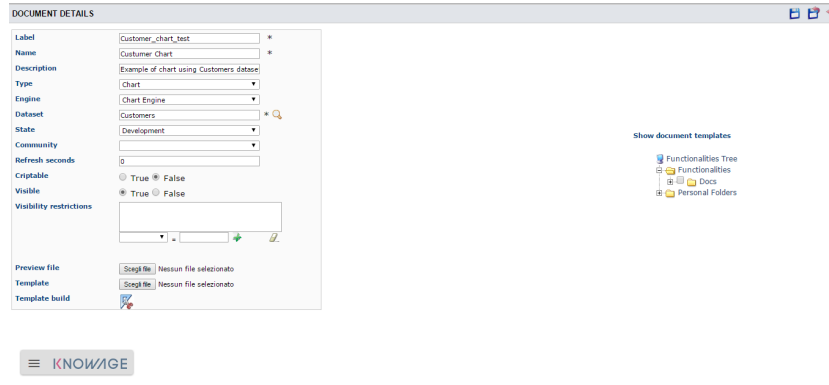 DOCUMENT DETAILS
Label Customer_chart_test *
Name Custumer Chart *
Description Example of chart using Customers datase
Type Chart
Engine Chart Engine
Dataset Customers *
State Development
Community
Refresh seconds 0
Criptable True False
Visible True False
Visibility restrictions
=
Preview file Scegli file Nessun file selezionato
Template Scegli file Nessun file selezionato
Template build
Show document templates
Functionalities Tree
Functionalities
Docs
Personal Folders
KNOWAGE